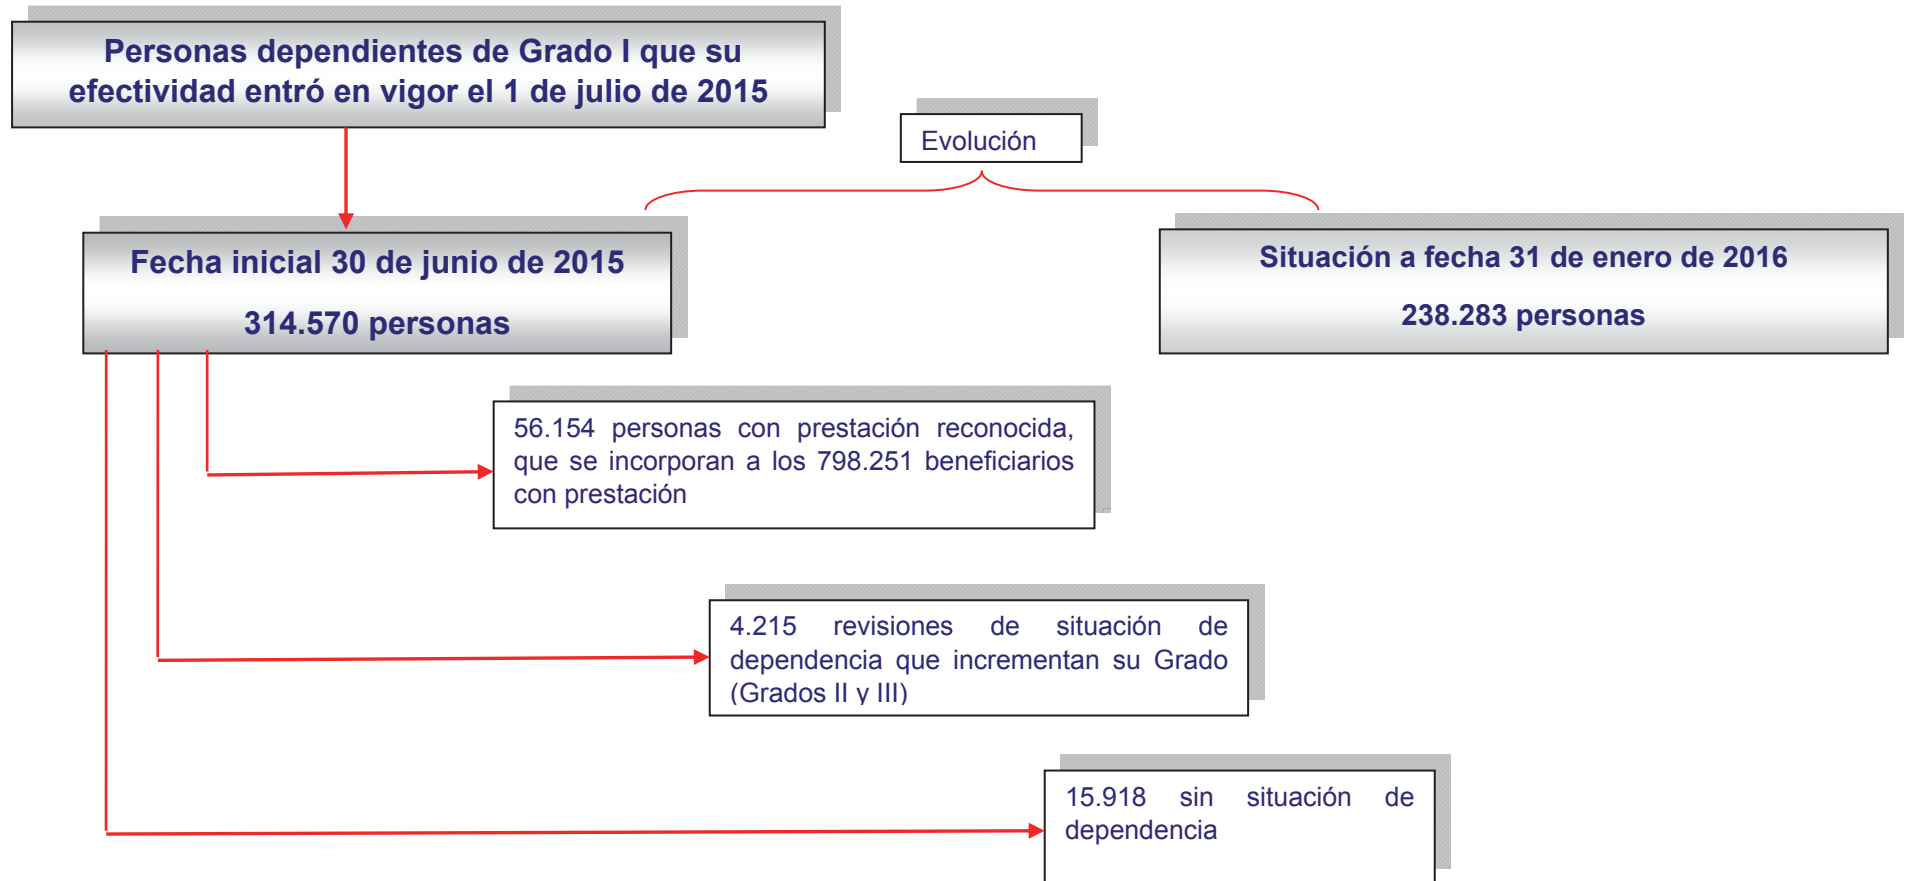 Personas dependientes de Grado I que su
efectividad entró en vigor el 1 de julio de 2015
Evolución
Fecha inicial 30 de junio de 2015
314.570 personas
Situación a fecha 31 de enero de 2016
238.283 personas
56.154 personas con prestación reconocida,
que se incorporan a los 798.251 beneficiarios
con prestación
4.215 revisiones de situación de
dependencia que incrementan su Grado
(Grados II y III)
15.918 sin situación de
dependencia